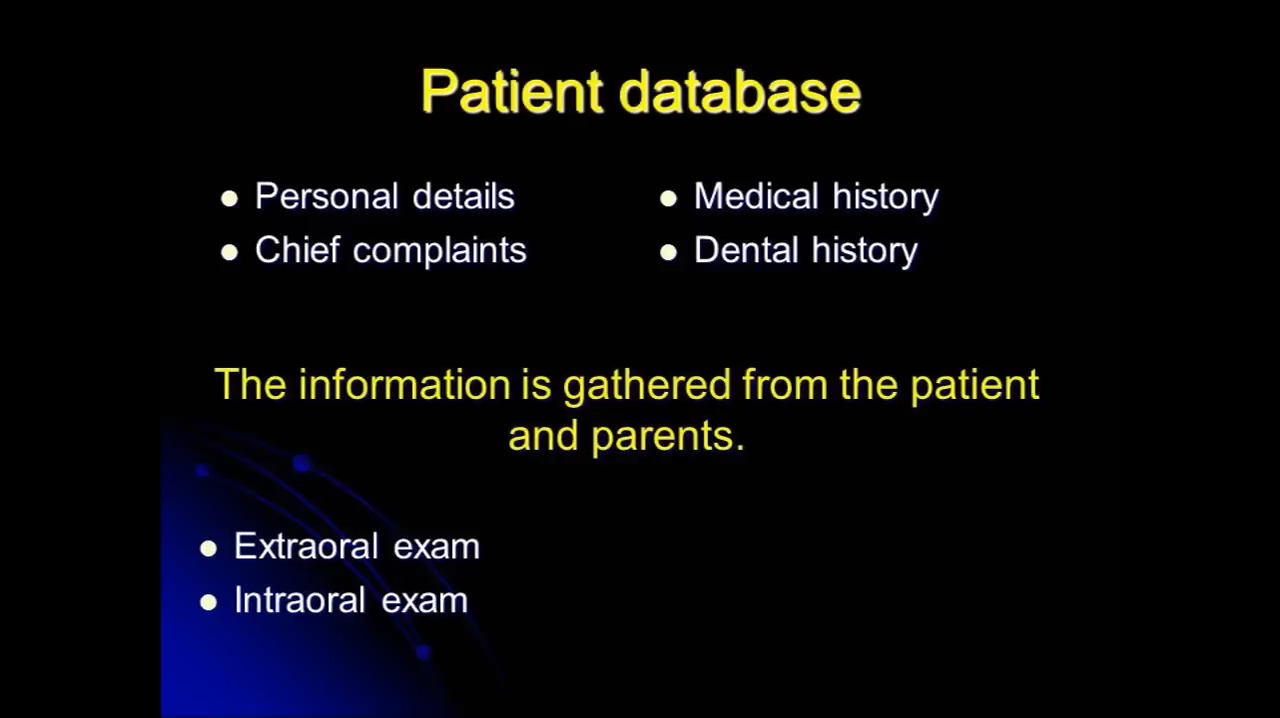 Patient database
Personal details
Chief complaints
Medical history
Dental history
The information is gathered from the patient
and parents.
Extraoral exam
Intraoral exam